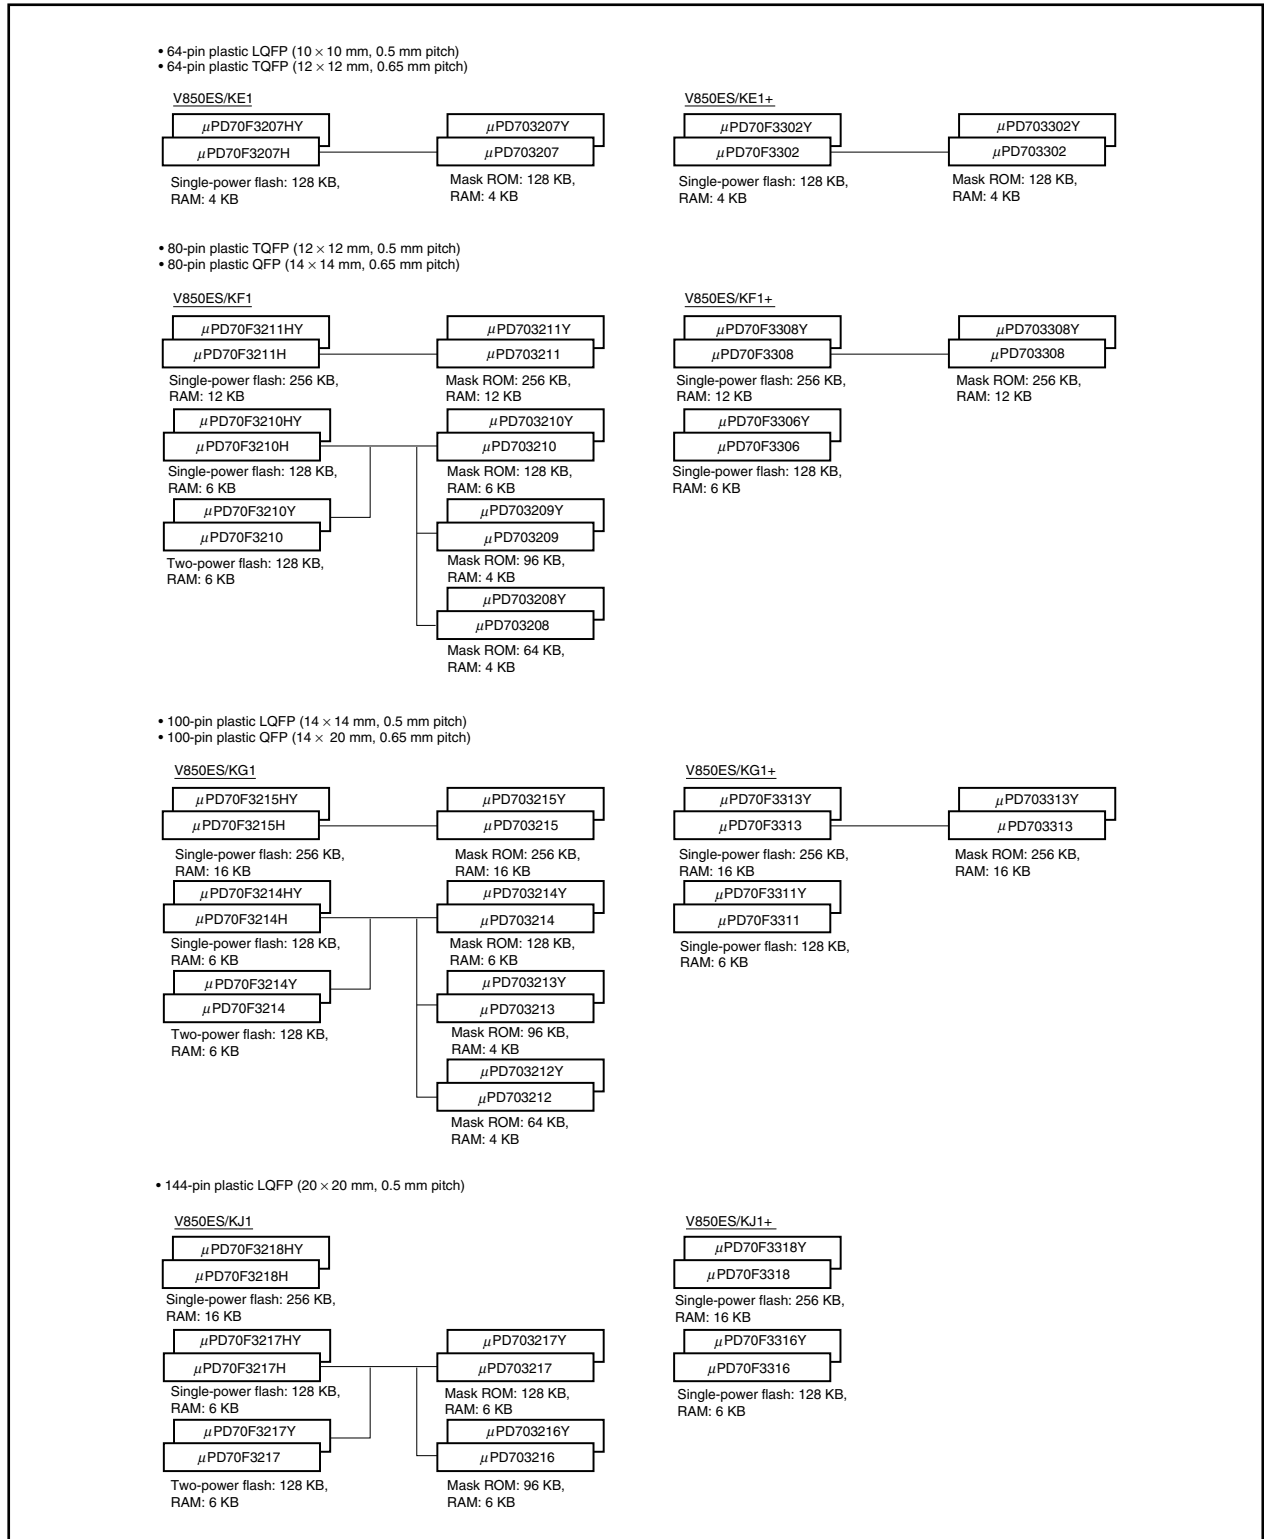 • 64-pin plastic LQFP (10 × 10 mm, 0.5 mm pitch)
• 64-pin plastic TQFP (12 × 12 mm, 0.65 mm pitch)
V850ES/KE1
μPD70F3207HY
μPD70F3207H
Single-power flash: 128 KB,
RAM: 4 KB
μPD703207Y
μPD703207
Mask ROM: 128 KB,
RAM: 4 KB
V850ES/KE1+
μPD70F3302Y
μPD70F3302
Single-power flash: 128 KB,
RAM: 4 KB
μPD703302Y
μPD703302
Mask ROM: 128 KB,
RAM: 4 KB
• 80-pin plastic TQFP (12 × 12 mm, 0.5 mm pitch)
• 80-pin plastic QFP (14 × 14 mm, 0.65 mm pitch)
V850ES/KF1
μPD70F3211HY
μPD70F3211H
Single-power flash: 256 KB,
RAM: 12 KB
μPD703211Y
μPD703211
Mask ROM: 256 KB,
RAM: 12 KB
μPD70F3210HY
μPD70F3210H
Single-power flash: 128 KB,
RAM: 6 KB
μPD703210Y
μPD703210
Mask ROM: 128 KB,
RAM: 6 KB
μPD70F3210Y
μPD70F3210
Two-power flash: 128 KB,
RAM: 6 KB
μPD703209Y
μPD703209
Mask ROM: 96 KB,
RAM: 4 KB
μPD703208Y
μPD703208
Mask ROM: 64 KB,
RAM: 4 KB
V850ES/KF1+
μPD70F3308Y
μPD70F3308
Single-power flash: 256 KB,
RAM: 12 KB
μPD703308Y
μPD703308
Mask ROM: 256 KB,
RAM: 12 KB
μPD70F3306Y
μPD70F3306
Single-power flash: 128 KB,
RAM: 6 KB
• 100-pin plastic LQFP (14 × 14 mm, 0.5 mm pitch)
• 100-pin plastic QFP (14 × 20 mm, 0.65 mm pitch)
V850ES/KG1
μPD70F3215HY
μPD70F3215H
Single-power flash: 256 KB,
RAM: 16 KB
μPD703215Y
μPD703215
Mask ROM: 256 KB,
RAM: 16 KB
μPD70F3214HY
μPD70F3214H
Single-power flash: 128 KB,
RAM: 6 KB
μPD703214Y
μPD703214
Mask ROM: 128 KB,
RAM: 6 KB
μPD70F3214Y
μPD70F3214
Two-power flash: 128 KB,
RAM: 6 KB
μPD703213Y
μPD703213
Mask ROM: 96 KB,
RAM: 4 KB
μPD703212Y
μPD703212
Mask ROM: 64 KB,
RAM: 4 KB
V850ES/KG1+
μPD70F3313Y
μPD70F3313
Single-power flash: 256 KB,
RAM: 16 KB
μPD703313Y
μPD703313
Mask ROM: 256 KB,
RAM: 16 KB
μPD70F3311Y
μPD70F3311
Single-power flash: 128 KB,
RAM: 6 KB
• 144-pin plastic LQFP (20 × 20 mm, 0.5 mm pitch)
V850ES/KJ1
μPD70F3218HY
μPD70F3218H
Single-power flash: 256 KB,
RAM: 16 KB
μPD70F3217HY
μPD70F3217H
Single-power flash: 128 KB,
RAM: 6 KB
μPD703217Y
μPD703217
Mask ROM: 128 KB,
RAM: 6 KB
μPD70F3217Y
μPD70F3217
Two-power flash: 128 KB,
RAM: 6 KB
μPD703216Y
μPD703216
Mask ROM: 96 KB,
RAM: 6 KB
V850ES/KJ1+
μPD70F3318Y
μPD70F3318
Single-power flash: 256 KB,
RAM: 16 KB
μPD70F3316Y
μPD70F3316
Single-power flash: 128 KB,
RAM: 6 KB